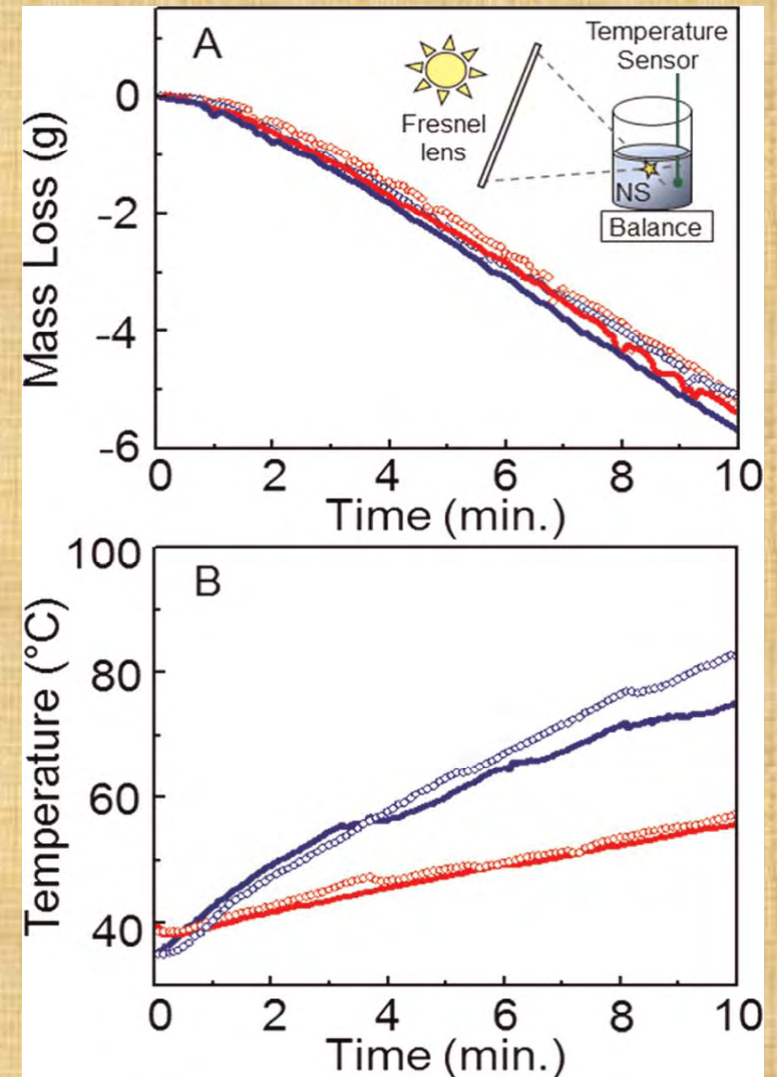 A
Temperature
Sensor
Fresnel
lens
NS
Balance
Mass Loss (g)
0
-2
-4
-6
0 2 4 6 8 10
Time (min.)
B
Temperature (°C)
100
80
60
40
0 2 4 6 8 10
Time (min.)